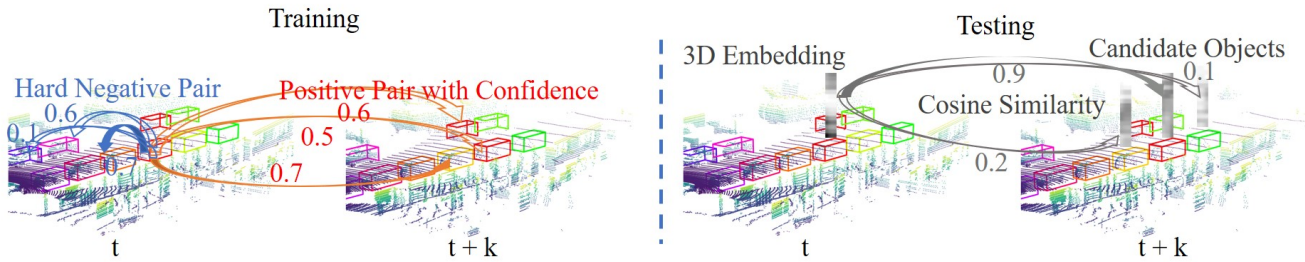 Training
Hard Negative Pair
0.6
0.1
0.7
Positive Pair with Confidence
0.6
0.5
0.7
t
t + k
Testing
3D Embedding
Candidate Objects
0.9
0.1
Cosine Similarity
0.2
t
t + k